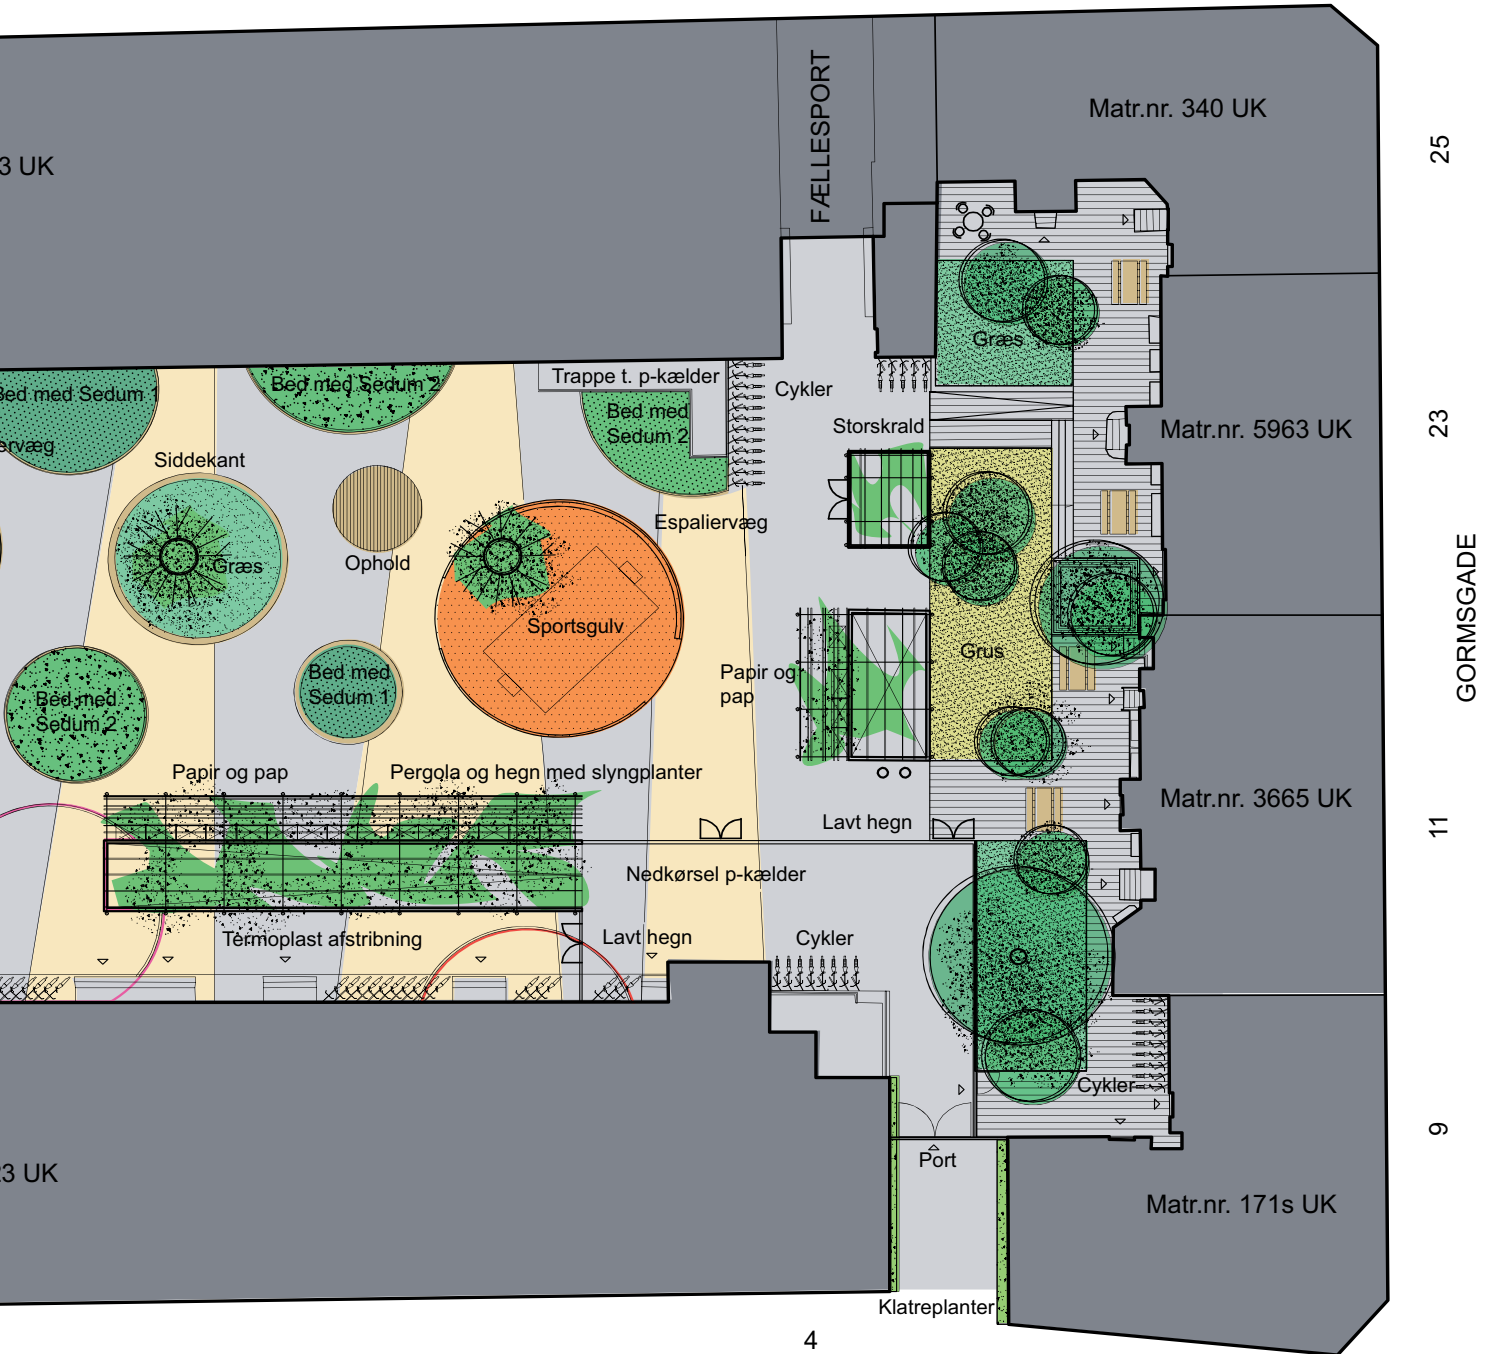 FÆLLESPORT
Matr.nr. 340 UK
25
3 UK
Græs
Trappe t. p-kælder
Bed med Sedum 2
Cykler
Bed med Sedum 1
Bed med
Sedum 2
Storskrald
23
Matr.nr. 5963 UK
ervæg
Siddekant
Espaliervæg
Ophold
Græs
GORMSGADE
Sportsgulv
Grus
Bed med
Sedum 1
Papir og
pap
Bed med
Sedum 2
Papir og pap
Pergola og hegn med slyngplanter
Matr.nr. 3665 UK
Lavt hegn
11
Nedkørsel p-kælder
Termoplast afstribning
Lavt hegn
Cykler
Cykler
9
Port
3 UK
Matr.nr. 171s UK
Klatreplanter
4